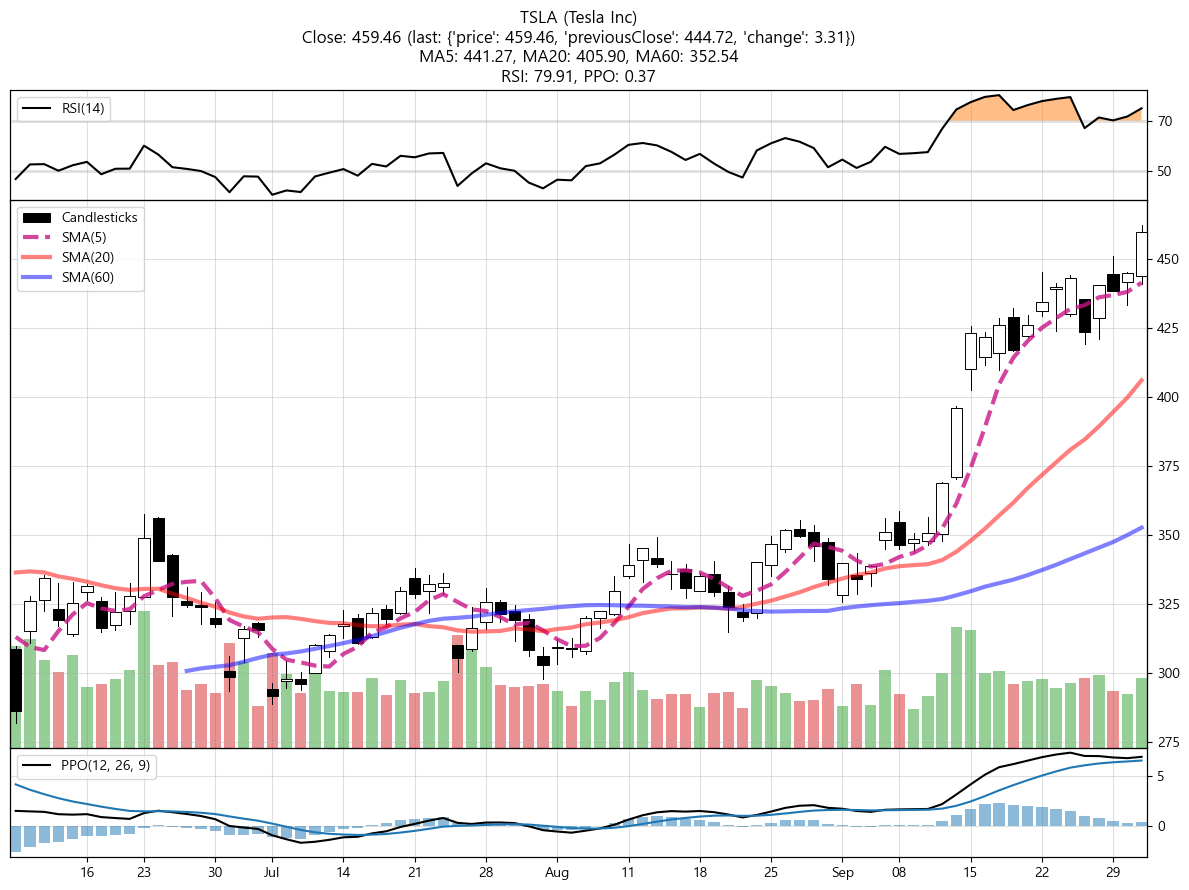 TSLA (Tesla Inc)
Close: 459.46 (last: {'price': 459.46, 'previousClose': 444.72, 'change': 3.31})
MA5: 441.27, MA20: 405.90, MA60: 352.54
RSI: 79.91, PPO: 0.37
RSI(14)
70
50
Candlesticks
SMA(5)
SMA(20)
SMA(60)
450
425
400
375
350
325
300
275
PPO(12, 26, 9)
5
0
16 23 30 Jul 14 21 28 Aug 11 18 25 Sep 08 15 22 29